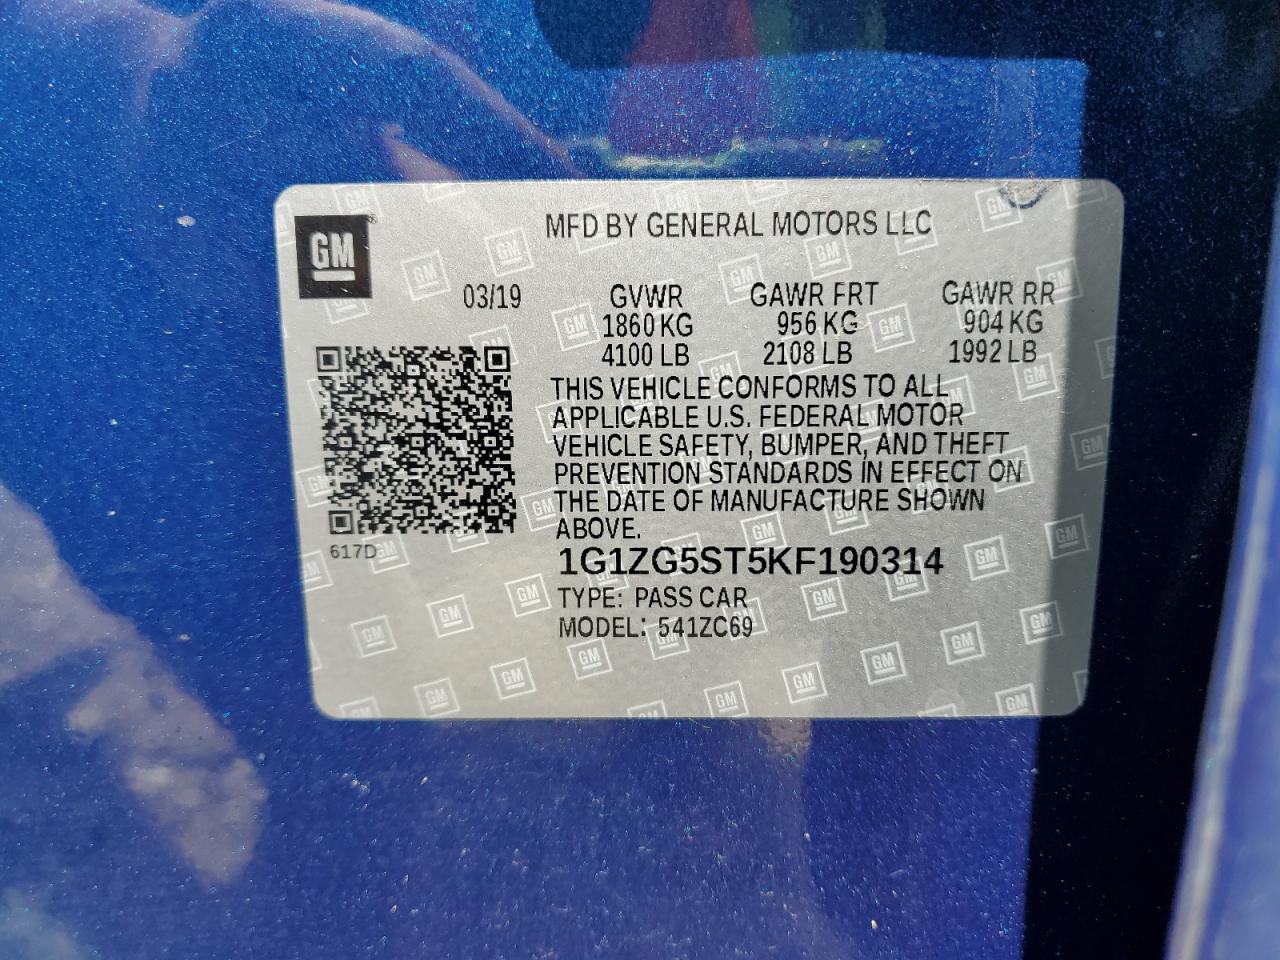 GM
MFD BY GENERAL MOTORS LLC
03/19 GVWR GAWR FRT GAWR RR
1860 KG 956 KG 904 KG
4100 LB 2108 LB 1992 LB
THIS VEHICLE CONFORMS TO ALL
APPLICABLE U.S. FEDERAL MOTOR
VEHICLE SAFETY, BUMPER, AND THEFT
PREVENTION STANDARDS IN EFFECT ON
THE DATE OF MANUFACTURE SHOWN
ABOVE.
617D
1G1ZG5ST5KF190314
TYPE: PASS CAR
MODEL: 541ZC69